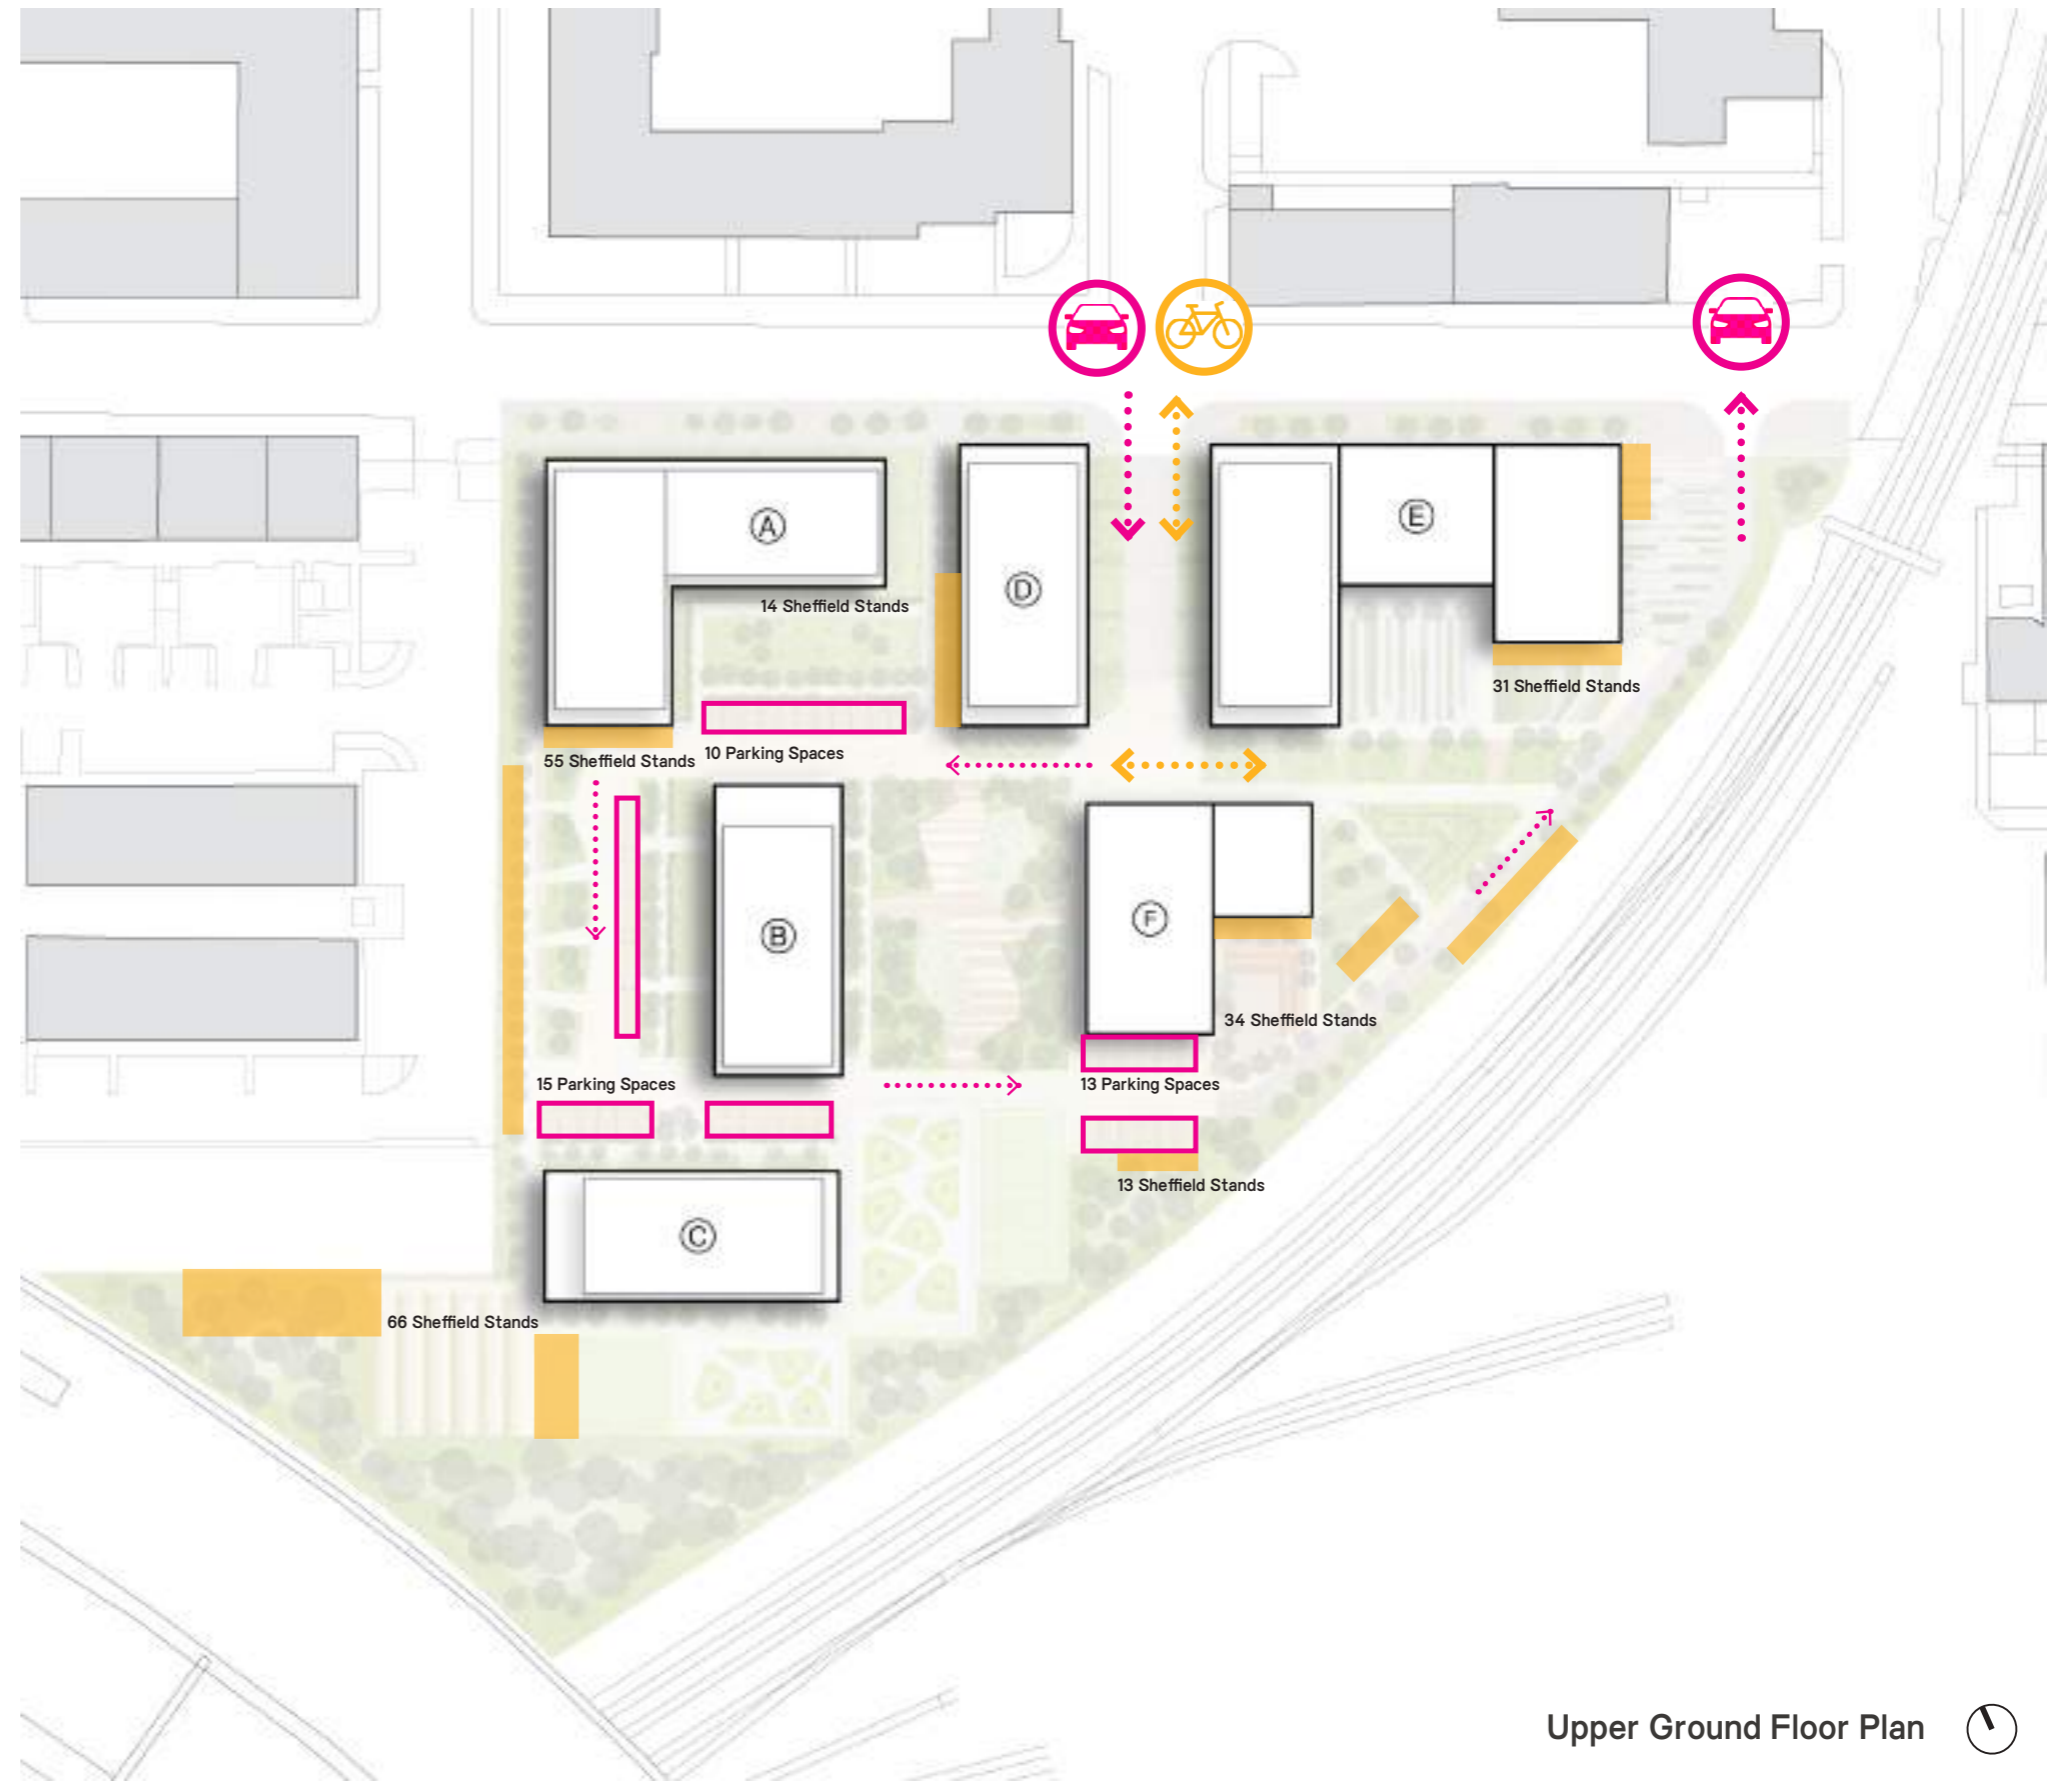 A
E
D
14 Sheffield Stands
31 Sheffield Stands
55 Sheffield Stands
10 Parking Spaces
B
F
34 Sheffield Stands
15 Parking Spaces
13 Parking Spaces
13 Sheffield Stands
C
66 Sheffield Stands
Upper Ground Floor Plan